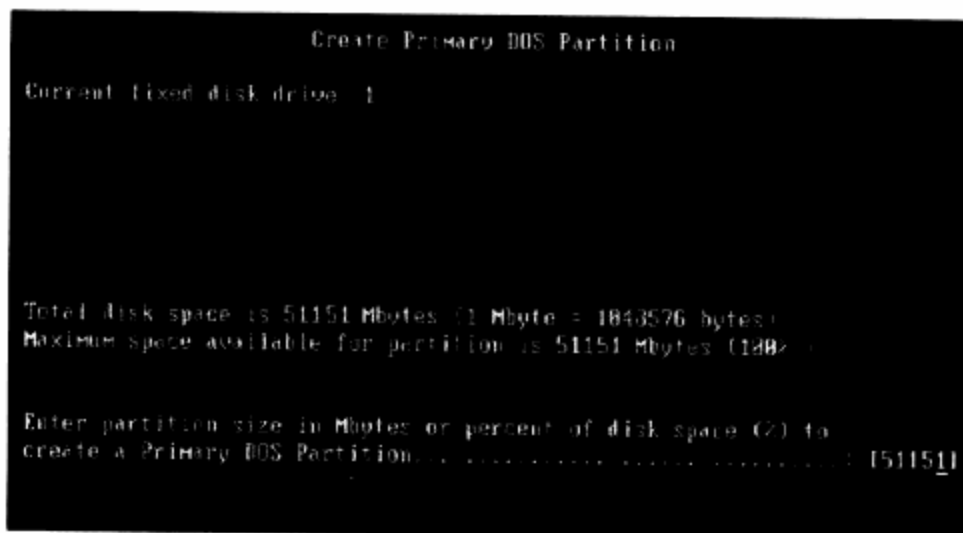 Create Primary DOS Partition
Current fixed disk drive: 1
Total disk space is 51151 Mbytes (1 Mbyte = 1048576 bytes)
Maximum space available for partition is 51151 Mbytes (100% )
Enter partition size in Mbytes or percent of disk space (%) to
create a Primary DOS Partition.................................: [51151]